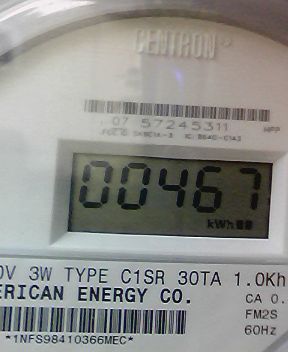 CENTRON®
07 57245311
00467
kWh
0V 3W TYPE C1SR 30TA 1.0Kh
ERICAN ENERGY CO.
CA 0.
FM2S
*1NFS98410366MEC*
60Hz